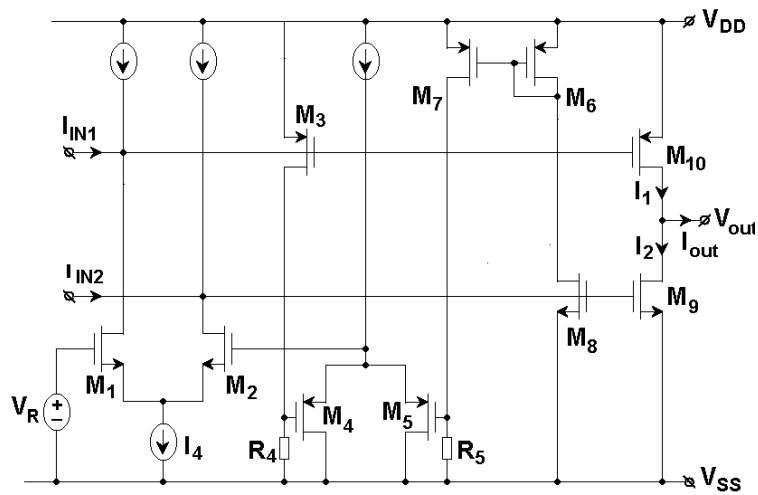 V_DD
M_7
M_6
M_3
I_IN1
M_10
I_1
V_out
I_out
I_2
I_IN2
M_9
M_8
M_1
M_2
V_R
+
−
I_4
M_4
M_5
R_4
R_5
V_SS